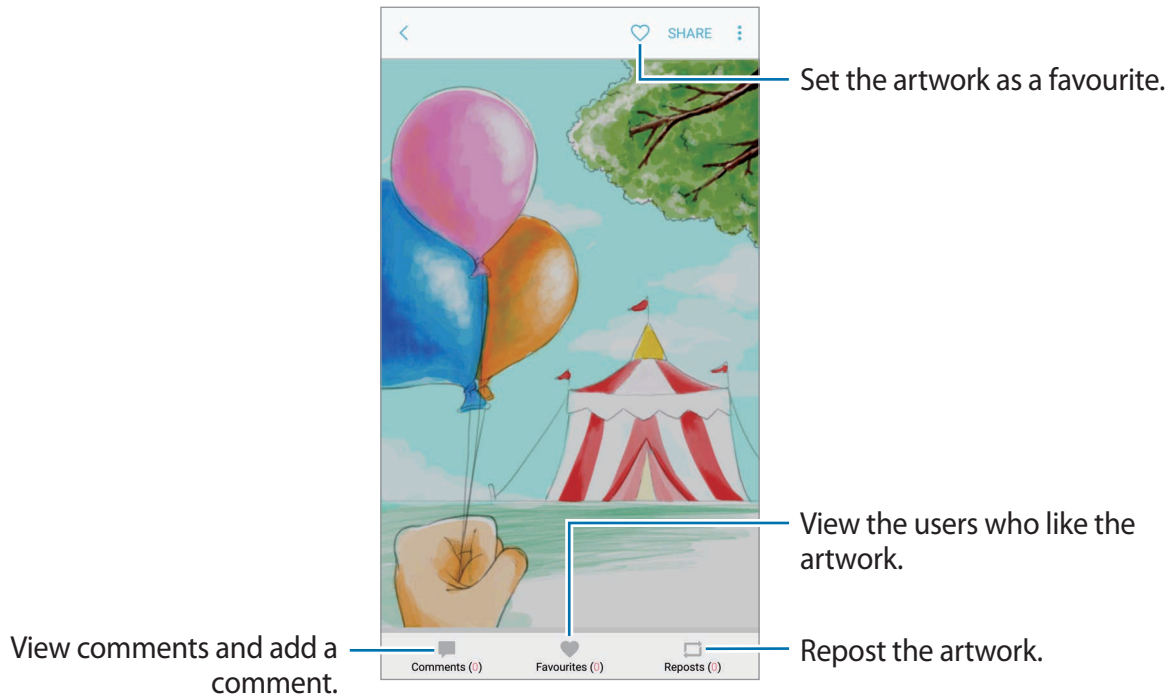 SHARE
Set the artwork as a favourite.
View the users who like the
artwork.
View comments and add a
comment.
Repost the artwork.
Comments (0)
Favourites (0)
Reposts (0)